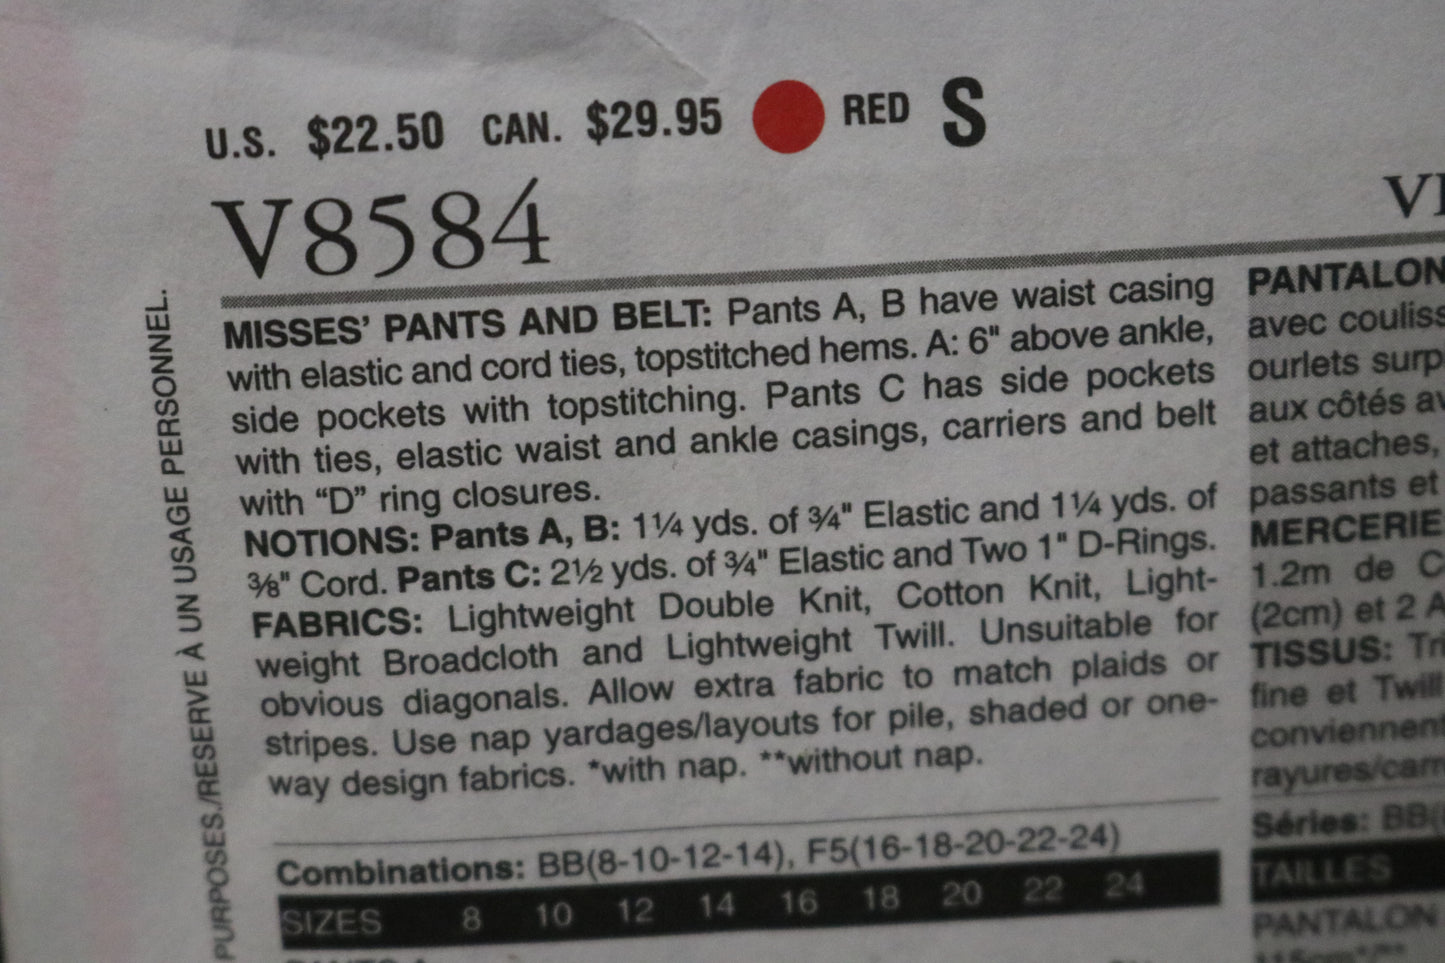 U.S. $22.50 CAN. $29.95 RED S
V8584
MISSES' PANTS AND BELT: Pants A, B have waist casing
with elastic and cord ties, topstitched hems. A: 6" above ankle,
side pockets with topstitching. Pants C has side pockets
with ties, elastic waist and ankle casings, carriers and belt
with “D” ring closures.
NOTIONS: Pants A, B: 1¼ yds. of ¾" Elastic and 1¼ yds. of
⅜" Cord. Pants C: 2½ yds. of ¾" Elastic and Two 1" D-Rings.
FABRICS: Lightweight Double Knit, Cotton Knit, Light-
weight Broadcloth and Lightweight Twill. Unsuitable for
obvious diagonals. Allow extra fabric to match plaids or
stripes. Use nap yardages/layouts for pile, shaded or one-
way design fabrics. *with nap. **without nap.
Combinations: BB(8-10-12-14), F5(16-18-20-22-24)
SIZES 8 10 12 14 16 18 20 22 24
PURPOSES./RESERVE À UN USAGE PERSONNEL.
PANTALON
avec
ourlets
aux côtés
et attaches,
passants et
MERCERIE
1.2m de
(2cm) et 2
TISSUS:
fine et Twill
Séries:
TAILLES
PANTALON